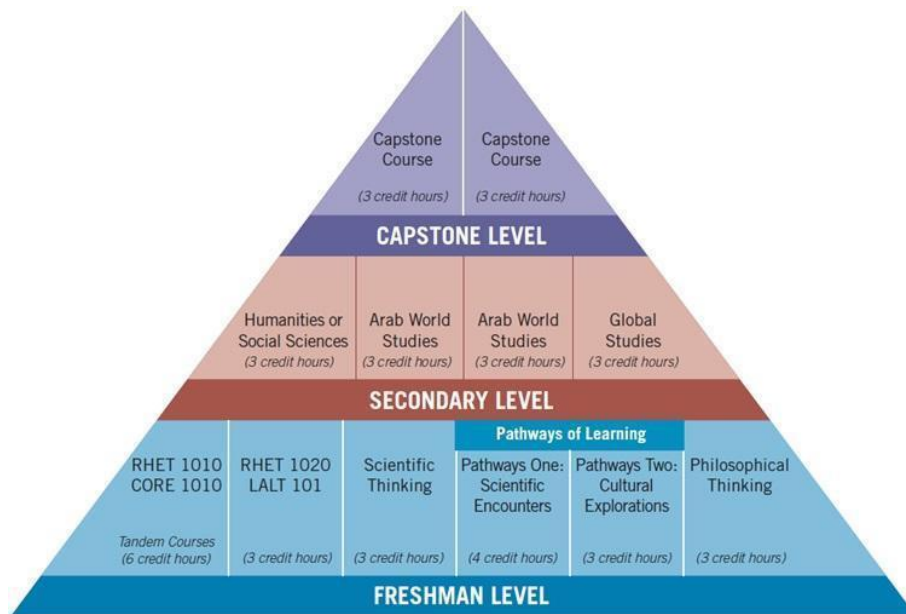 Capstone
Course
(3 credit hours)
Capstone
Course
(3 credit hours)
CAPSTONE LEVEL
Humanities or
Social Sciences
(3 credit hours)
Arab World
Studies
(3 credit hours)
Arab World
Studies
(3 credit hours)
Global
Studies
(3 credit hours)
SECONDARY LEVEL
RHET 1010
CORE 1010
Tandem Courses
(6 credit hours)
RHET 1020
LALT 101
(3 credit hours)
Scientific
Thinking
(3 credit hours)
Pathways of Learning
Pathways One:
Scientific
Encounters
(4 credit hours)
Pathways Two:
Cultural
Explorations
(3 credit hours)
Philosophical
Thinking
(3 credit hours)
FRESHMAN LEVEL